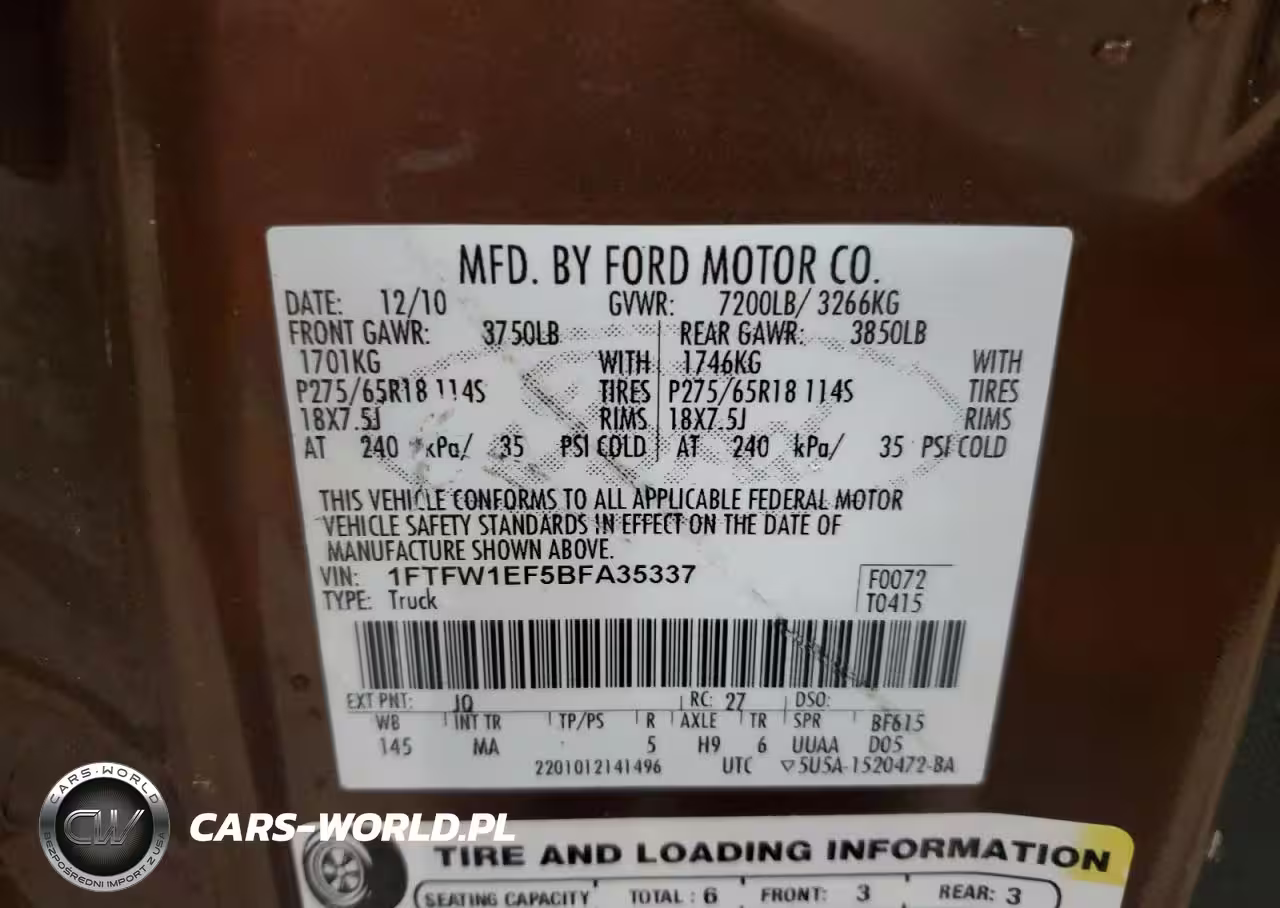 MFD. BY FORD MOTOR CO.
DATE: 12/10 GVWR: 7200LB/ 3266KG
FRONT GAWR: 3750LB REAR GAWR: 3850LB
1701KG WITH 1746KG WITH
P275/65R18 114S TIRES P275/65R18 114S TIRES
18X7.5J RIMS 18X7.5J RIMS
AT 240 kPa/ 35 PSI COLD AT 240 kPa/ 35 PSI COLD
THIS VEHICLE CONFORMS TO ALL APPLICABLE FEDERAL MOTOR
VEHICLE SAFETY STANDARDS IN EFFECT ON THE DATE OF
MANUFACTURE SHOWN ABOVE.
VIN: 1FTFW1EF5BFA35337 F0072
TYPE: Truck T0415
EXT PNT: JQ RC: 27 DSO:
WB INT TR TP/PS R AXLE TR SPR BF615
145 MA 5 H9 6 UUAA D05
2201012141496 UTC ▽5U5A-1520472-BA
CARS-WORLD
CW
BEZPOŚREDNI IMPORT Z USA
CARS-WORLD.PL
TIRE AND LOADING INFORMATION
SEATING CAPACITY TOTAL : 6 FRONT: 3 REAR: 3